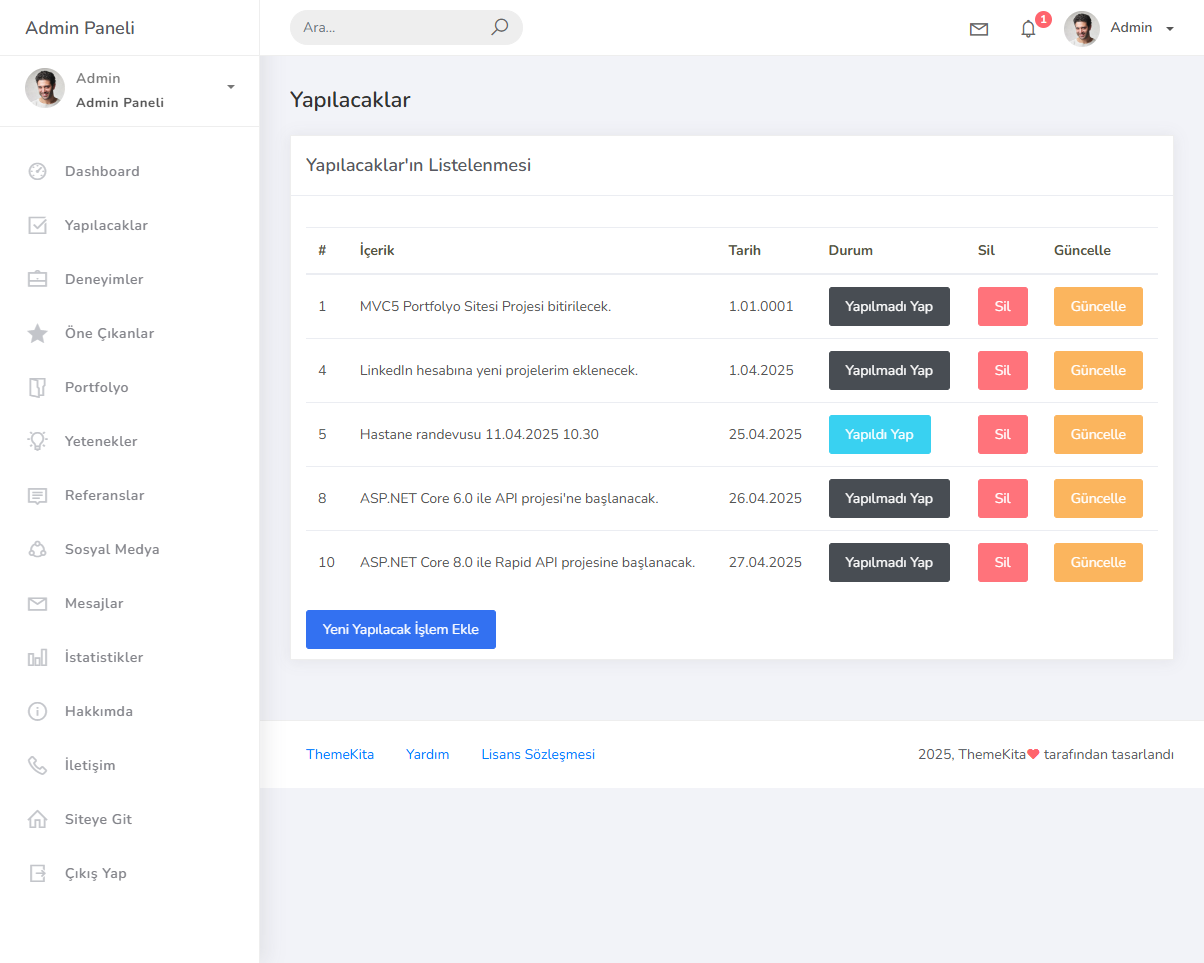 Admin Paneli
Ara...
1
Admin
Admin
Admin Paneli
Dashboard
Yapılacaklar
Deneyimler
Öne Çıkanlar
Portfolyo
Yetenekler
Referanslar
Sosyal Medya
Mesajlar
İstatistikler
Hakkımda
İletişim
Siteye Git
Çıkış Yap
Yapılacaklar
Yapılacaklar'ın Listelenmesi
# İçerik Tarih Durum Sil Güncelle
1 MVC5 Portfolyo Sitesi Projesi bitirilecek. 1.01.0001 Yapılmadı Yap Sil Güncelle
4 LinkedIn hesabına yeni projelerim eklenecek. 1.04.2025 Yapılmadı Yap Sil Güncelle
5 Hastane randevusu 11.04.2025 10.30 25.04.2025 Yapıldı Yap Sil Güncelle
8 ASP.NET Core 6.0 ile API projesi'ne başlanacak. 26.04.2025 Yapılmadı Yap Sil Güncelle
10 ASP.NET Core 8.0 ile Rapid API projesine başlanacak. 27.04.2025 Yapılmadı Yap Sil Güncelle
Yeni Yapılacak İşlem Ekle
ThemeKita Yardım Lisans Sözleşmesi
2025, ThemeKita❤ tarafından tasarlandı